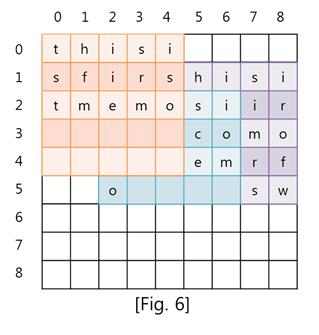 0 1 2 3 4 5 6 7 8
0 t h i s i
1 s f i r s h i s i
2 t m e m o s i i r
3 c o m o
4 e m r f
5 o s w
6
7
8
[Fig. 6]